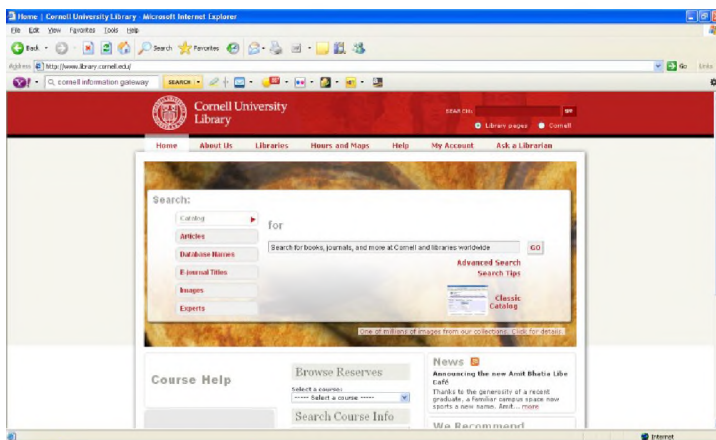 Home | Cornell University Library - Microsoft Internet Explorer
File Edit View Favorites Tools Help
Back Search Favorites
Address http://www.library.cornell.edu/ Go Links
cornell information gateway SEARCH
Cornell University
Library
SEARCH:
Library pages Cornell
Home About Us Libraries Hours and Maps Help My Account Ask a Librarian
Search:
Catalog
Articles
Database Names
E-journal Titles
Images
Experts
for
Search for books, journals, and more at Cornell and libraries worldwide GO
Advanced Search
Search Tips
Classic
Catalog
One of millions of images from our collections. Click for details.
Course Help
Browse Reserves
Select a course:
----- Select a course -----
Search Course Info
News
Announcing the new Amit Bhatia Libe
Café
Thanks to the generosity of a recent
graduate, a familiar campus space now
sports a new name. Amit... more
We Recommend
Internet